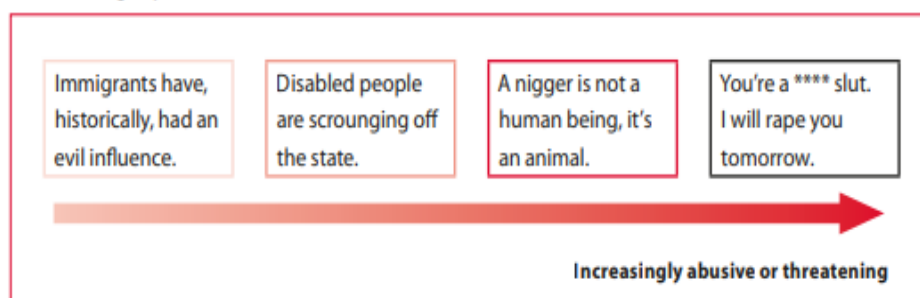 Immigrants have,
historically, had an
evil influence.
Disabled people
are scrounging off
the state.
A nigger is not a
human being, it's
an animal.
You're a **** slut.
I will rape you
tomorrow.
Increasingly abusive or threatening